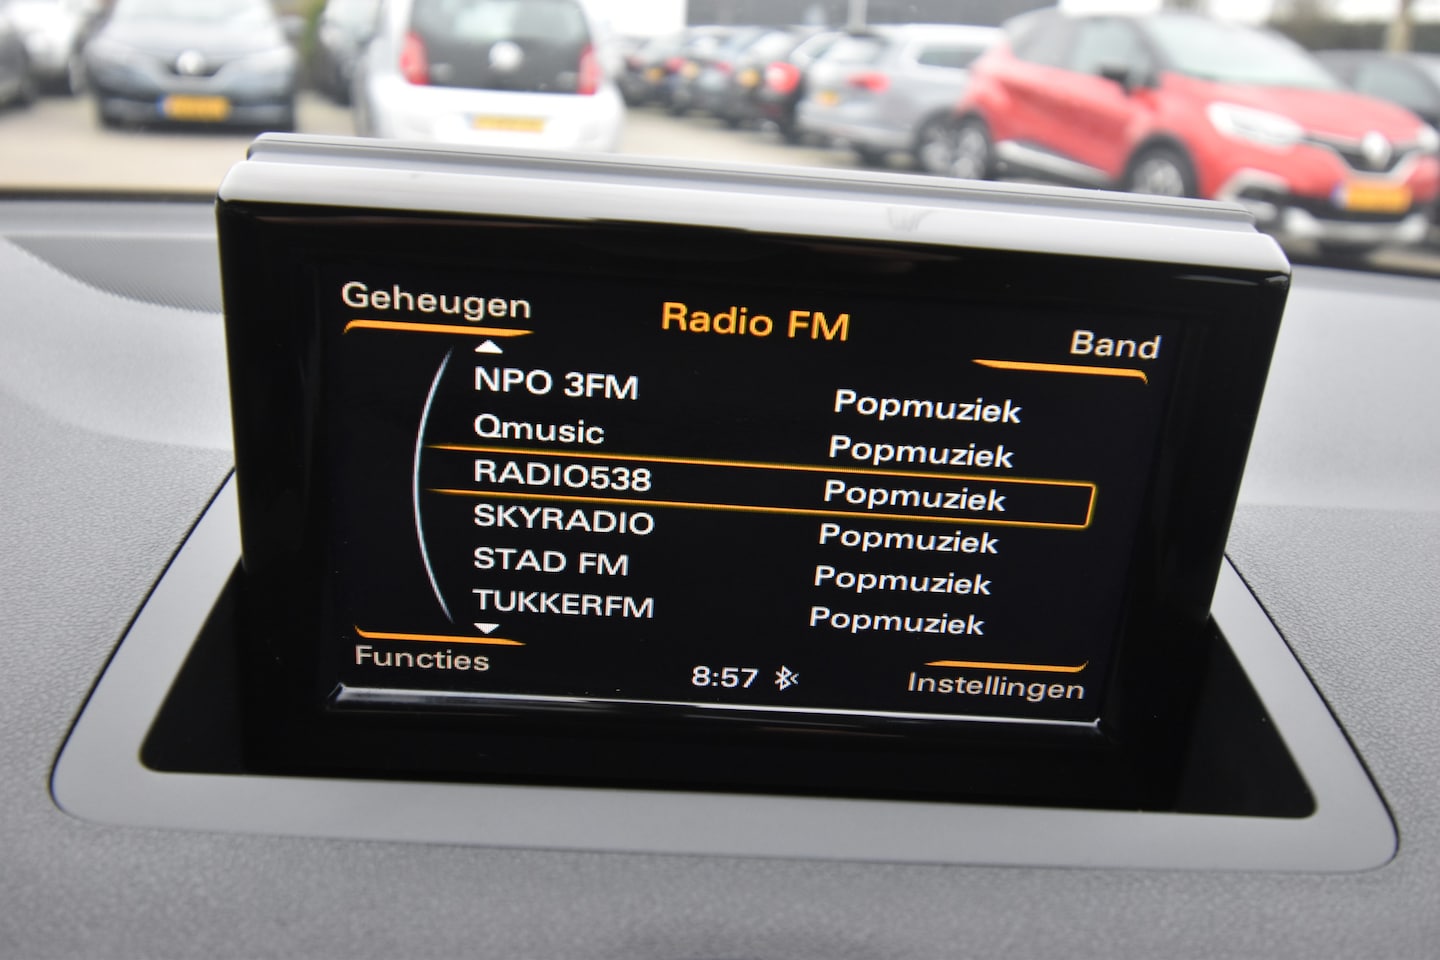 Geheugen
Radio FM
Band
NPO 3FM Popmuziek
Qmusic Popmuziek
RADIO538 Popmuziek
SKYRADIO Popmuziek
STAD FM Popmuziek
TUKKERFM Popmuziek
Functies
8:57
Instellingen